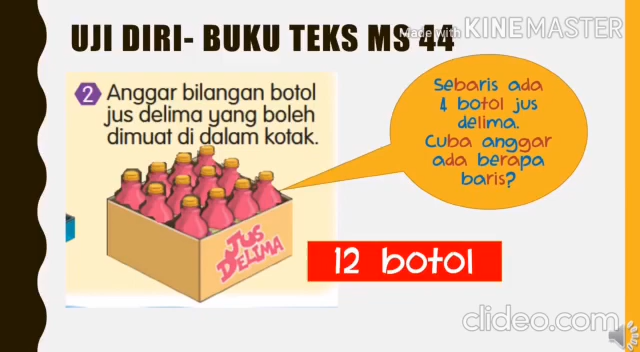 UJI DIRI- BUKU TEKS MS 44
Made with KINEMASTER
2 Anggar bilangan botol
jus delima yang boleh
dimuat di dalam kotak.
Sebaris ada
4 botol jus
delima.
Cuba anggar
ada berapa
baris?
JUS
DELIMA
12 botol
clideo.com